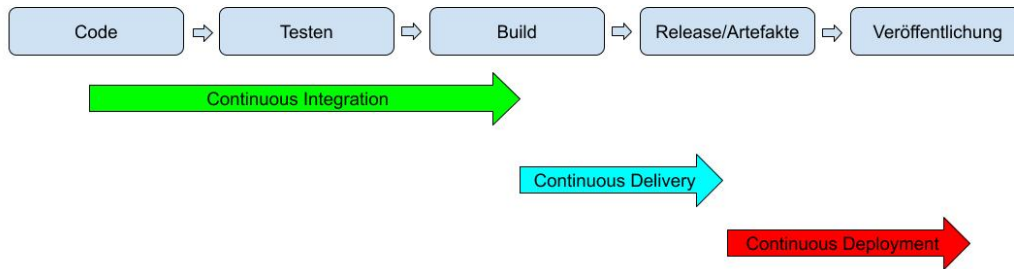 Code
Testen
Build
Release/Artefakte
Veröffentlichung
Continuous Integration
Continuous Delivery
Continuous Deployment